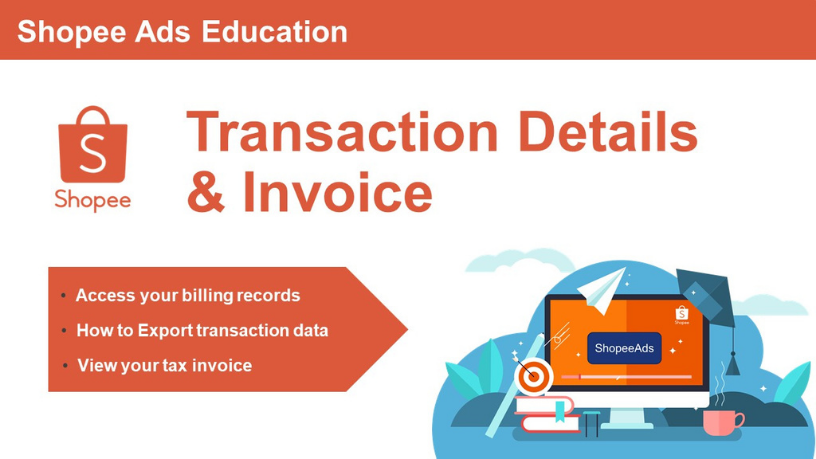 Shopee Ads Education
Transaction Details
& Invoice
S
Shopee
• Access your billing records
• How to Export transaction data
• View your tax invoice
S
Shopee
ShopeeAds